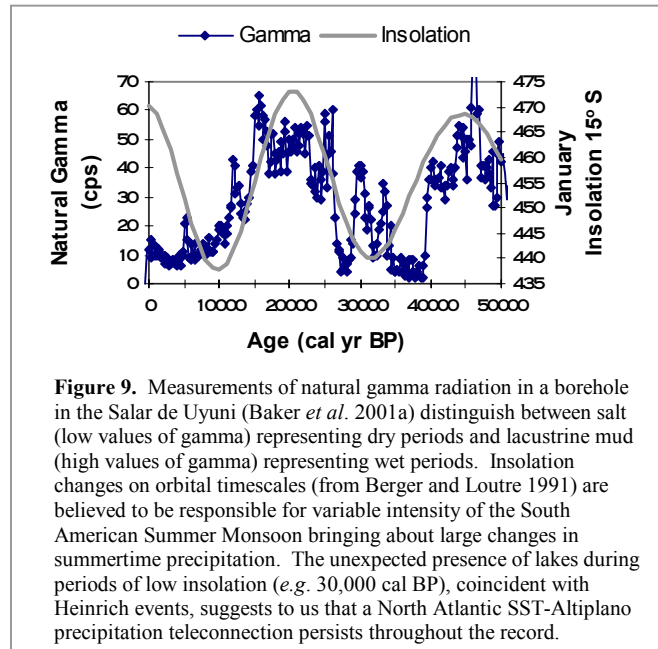 Gamma Insolation
70
60
50
40
30
20
10
0
Natural Gamma
(cps)
475
470
465
460
455
450
445
440
435
January
Insolation 15º S
0 10000 20000 30000 40000 50000
Age (cal yr BP)
Figure 9. Measurements of natural gamma radiation in a borehole
in the Salar de Uyuni (Baker et al. 2001a) distinguish between salt
(low values of gamma) representing dry periods and lacustrine mud
(high values of gamma) representing wet periods. Insolation
changes on orbital timescales (from Berger and Loutre 1991) are
believed to be responsible for variable intensity of the South
American Summer Monsoon bringing about large changes in
summertime precipitation. The unexpected presence of lakes during
periods of low insolation (e.g. 30,000 cal BP), coincident with
Heinrich events, suggests to us that a North Atlantic SST-Altiplano
precipitation teleconnection persists throughout the record.